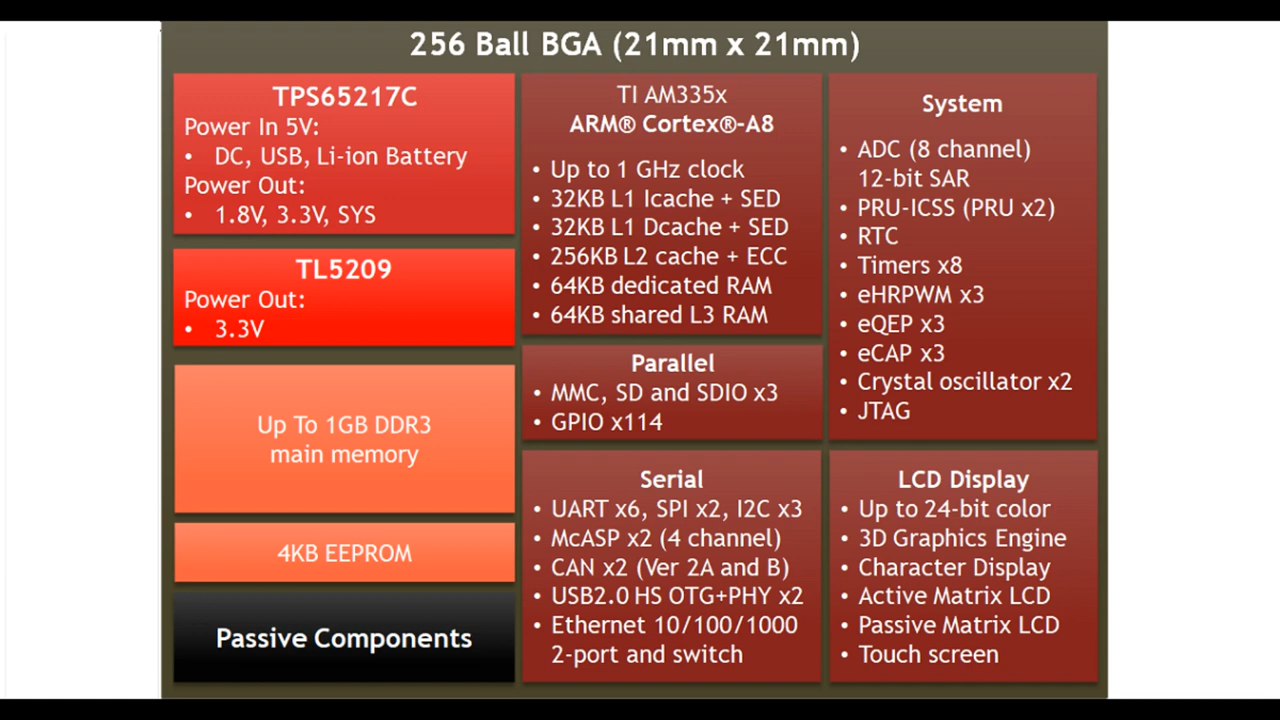 256 Ball BGA (21mm x 21mm)
TPS65217C
Power In 5V:
• DC, USB, Li-ion Battery
Power Out:
• 1.8V, 3.3V, SYS
TL5209
Power Out:
• 3.3V
Up To 1GB DDR3
main memory
4KB EEPROM
Passive Components
TI AM335x
ARM® Cortex®-A8
• Up to 1 GHz clock
• 32KB L1 Icache + SED
• 32KB L1 Dcache + SED
• 256KB L2 cache + ECC
• 64KB dedicated RAM
• 64KB shared L3 RAM
Parallel
• MMC, SD and SDIO x3
• GPIO x114
Serial
• UART x6, SPI x2, I2C x3
• McASP x2 (4 channel)
• CAN x2 (Ver 2A and B)
• USB2.0 HS OTG+PHY x2
• Ethernet 10/100/1000
2-port and switch
System
• ADC (8 channel)
12-bit SAR
• PRU-ICSS (PRU x2)
• RTC
• Timers x8
• eHRPWM x3
• eQEP x3
• eCAP x3
• Crystal oscillator x2
• JTAG
LCD Display
• Up to 24-bit color
• 3D Graphics Engine
• Character Display
• Active Matrix LCD
• Passive Matrix LCD
• Touch screen